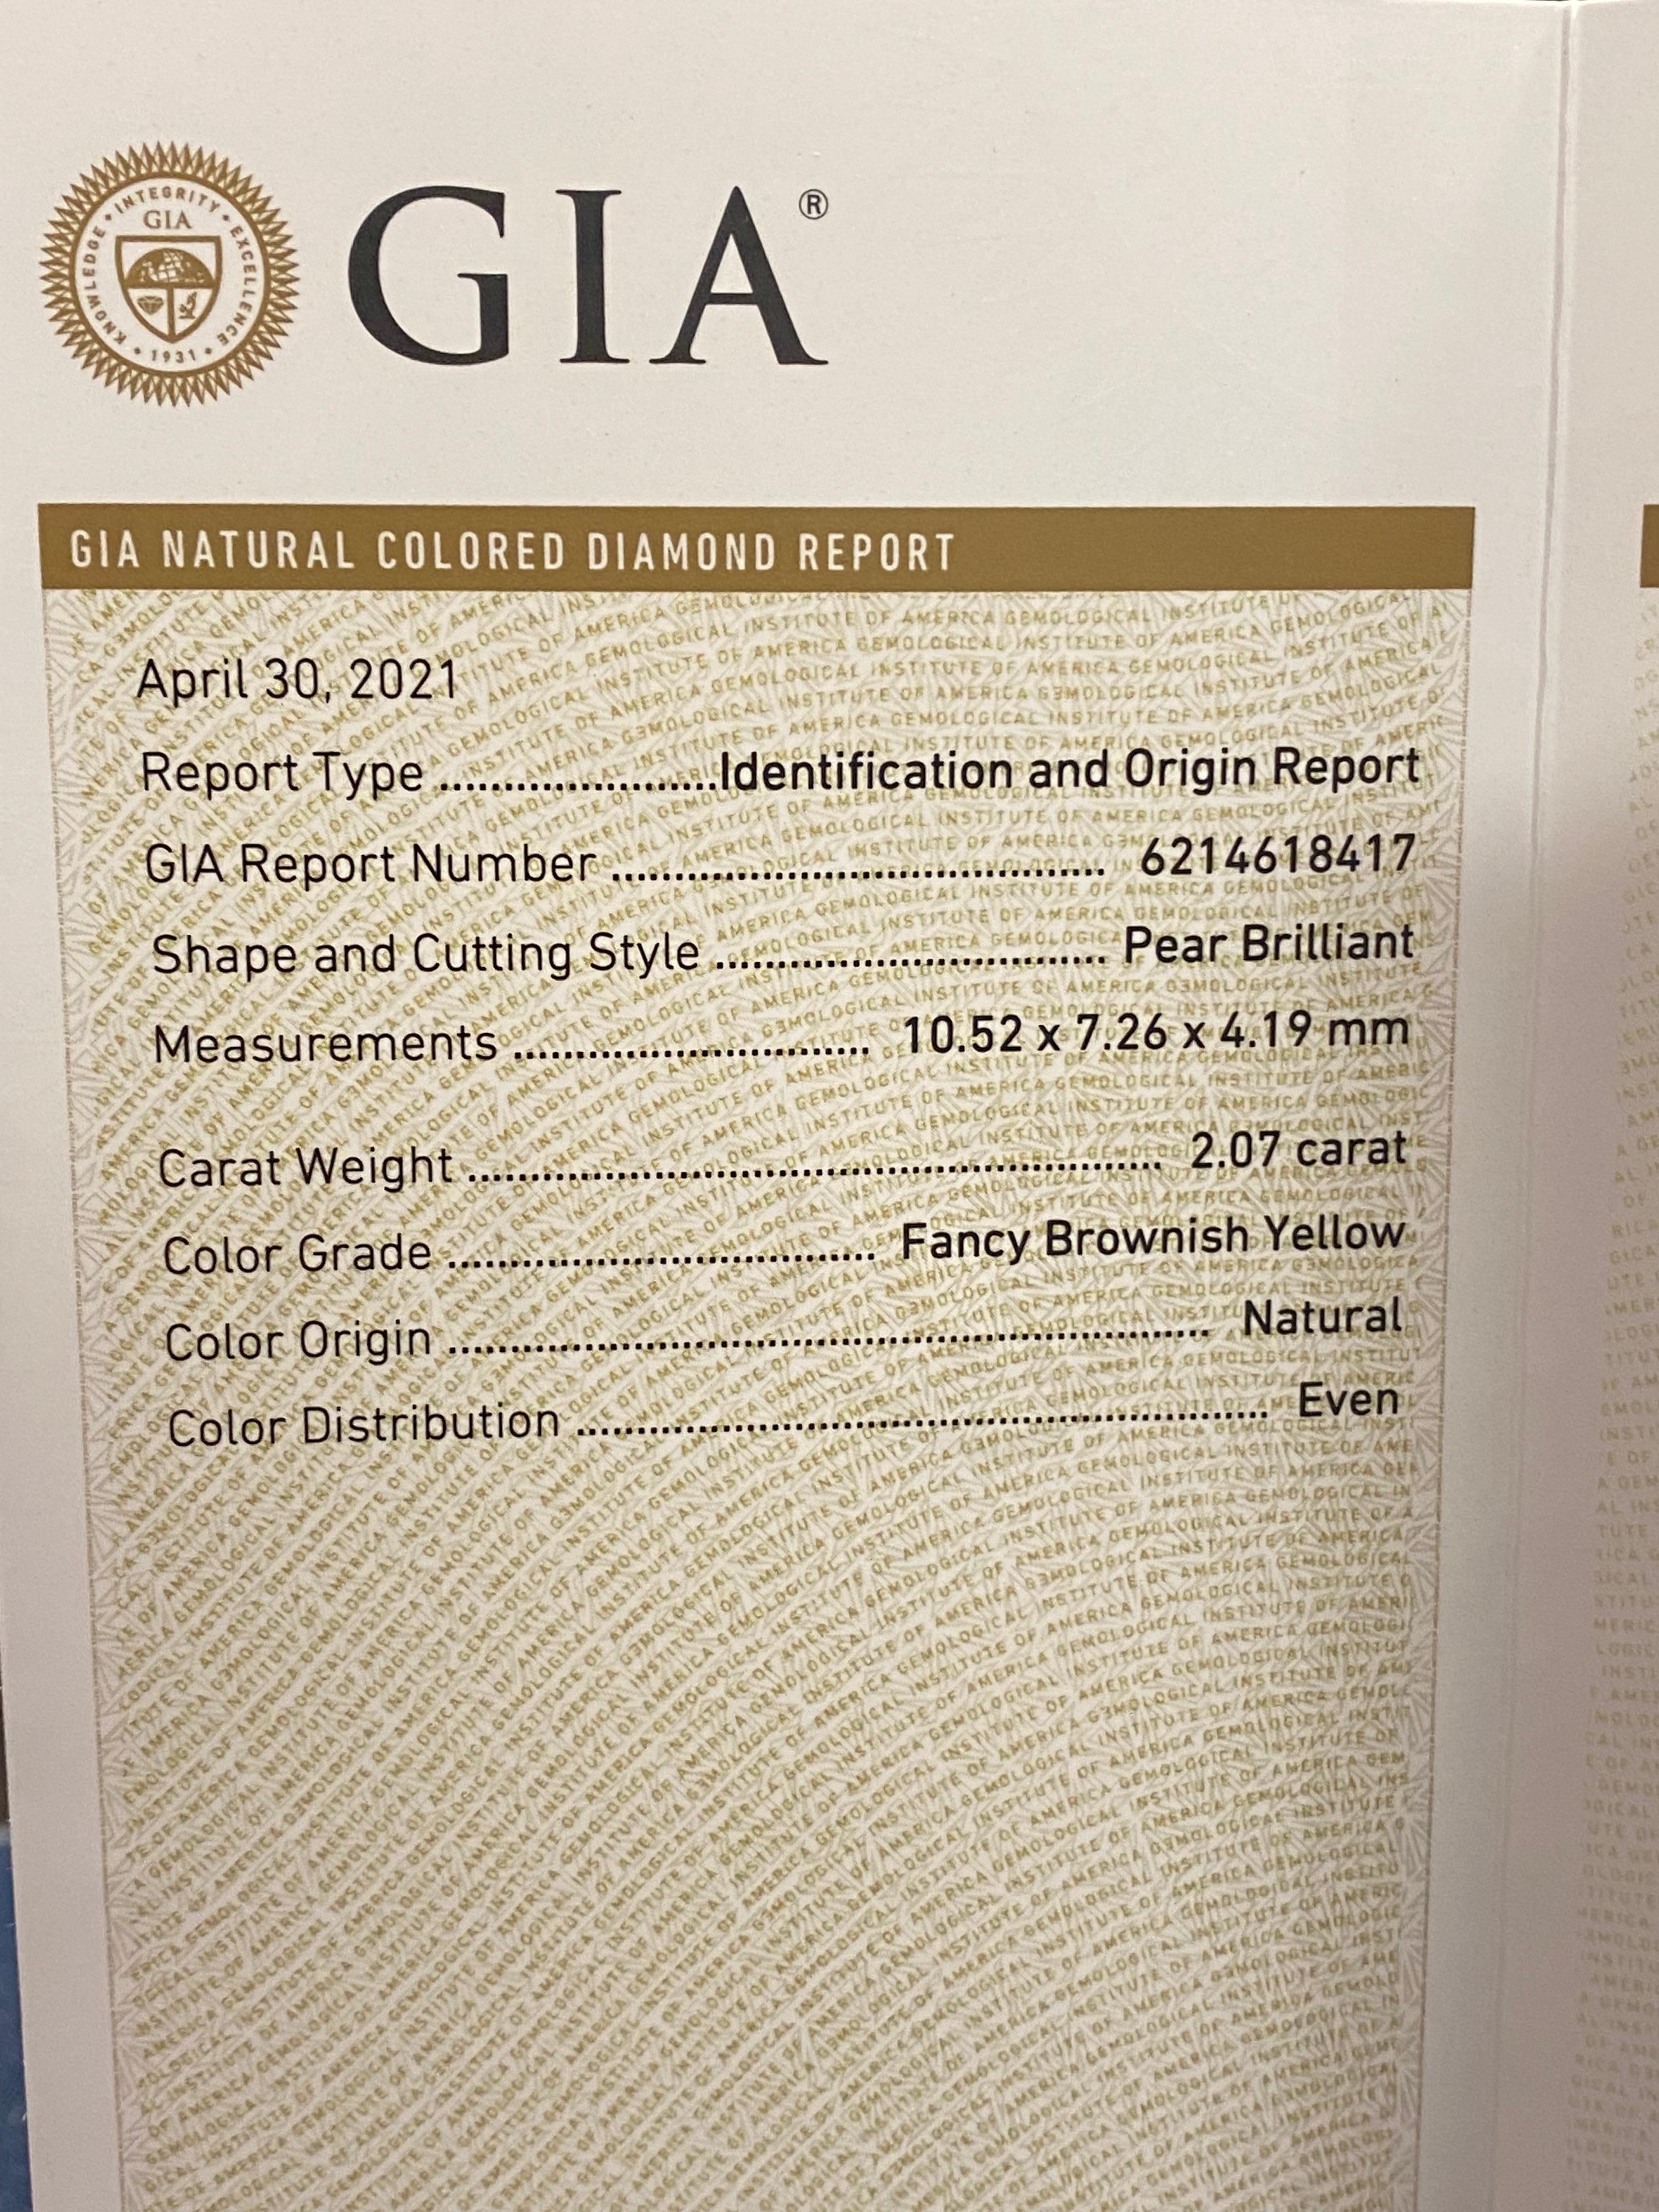 INTEGRITY • EXCELLENCE • 1931 • KNOWLEDGE •
GIA
GIA®
GIA NATURAL COLORED DIAMOND REPORT
April 30, 2021
Report Type ......................Identification and Origin Report
GIA Report Number ....................................... 6214618417
Shape and Cutting Style ............................... Pear Brilliant
Measurements ............................ 10.52 x 7.26 x 4.19 mm
Carat Weight ....................................................... 2.07 carat
Color Grade .................................. Fancy Brownish Yellow
Color Origin ............................................................ Natural
Color Distribution ...................................................... Even